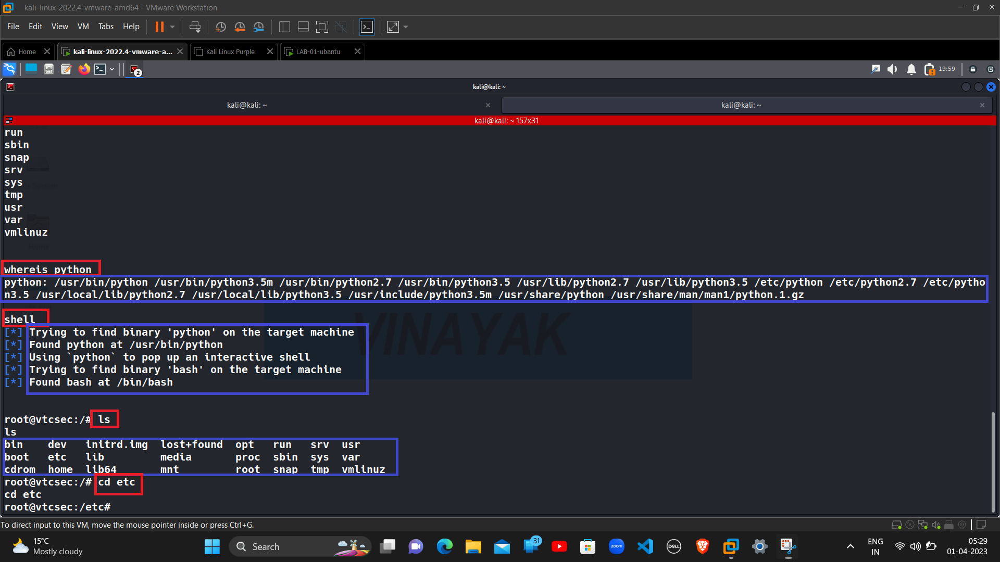 kali-linux-2022.4-vmware-amd64 - VMware Workstation
File Edit View VM Tabs Help
Home kali-linux-2022.4-vmware-a... Kali Linux Purple LAB-01-ubantu
2 19:59
kali@kali: ~
kali@kali: ~ kali@kali: ~
kali@kali: ~ 157x31
run
sbin
snap
srv
sys
tmp
usr
var
vmlinuz
whereis python
python: /usr/bin/python /usr/bin/python3.5m /usr/bin/python2.7 /usr/bin/python3.5 /usr/lib/python2.7 /usr/lib/python3.5 /etc/python /etc/python2.7 /etc/pytho
n3.5 /usr/local/lib/python2.7 /usr/local/lib/python3.5 /usr/include/python3.5m /usr/share/python /usr/share/man/man1/python.1.gz
shell
[*] Trying to find binary 'python' on the target machine
[*] Found python at /usr/bin/python
[*] Using `python` to pop up an interactive shell
[*] Trying to find binary 'bash' on the target machine
[*] Found bash at /bin/bash
VINAYAK
root@vtcsec:/# ls
ls
bin dev initrd.img lost+found opt run srv usr
boot etc lib media proc sbin sys var
cdrom home lib64 mnt root snap tmp vmlinuz
root@vtcsec:/# cd etc
cd etc
root@vtcsec:/etc#
To direct input to this VM, move the mouse pointer inside or press Ctrl+G.
15°C
Mostly cloudy
Search
31
zoom
DELL
ENG
IN
05:29
01-04-2023